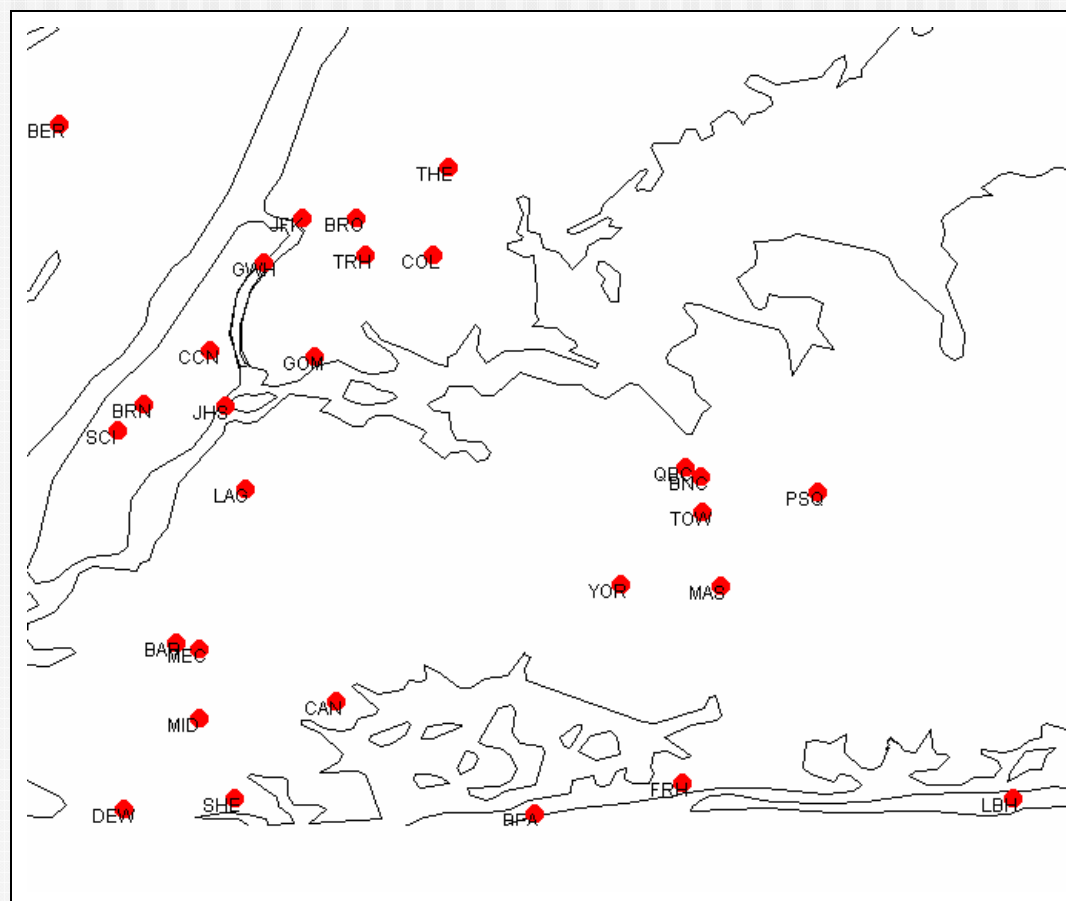 BER
THE
JFK
BRO
GWH
TRH
COL
CCN
GOM
BRN
JHS
SCI
QBC
BNC
LAG
PSQ
TOW
YOR
MAS
BAR
MEC
CAN
MID
FRH
SHE
LBH
DEW